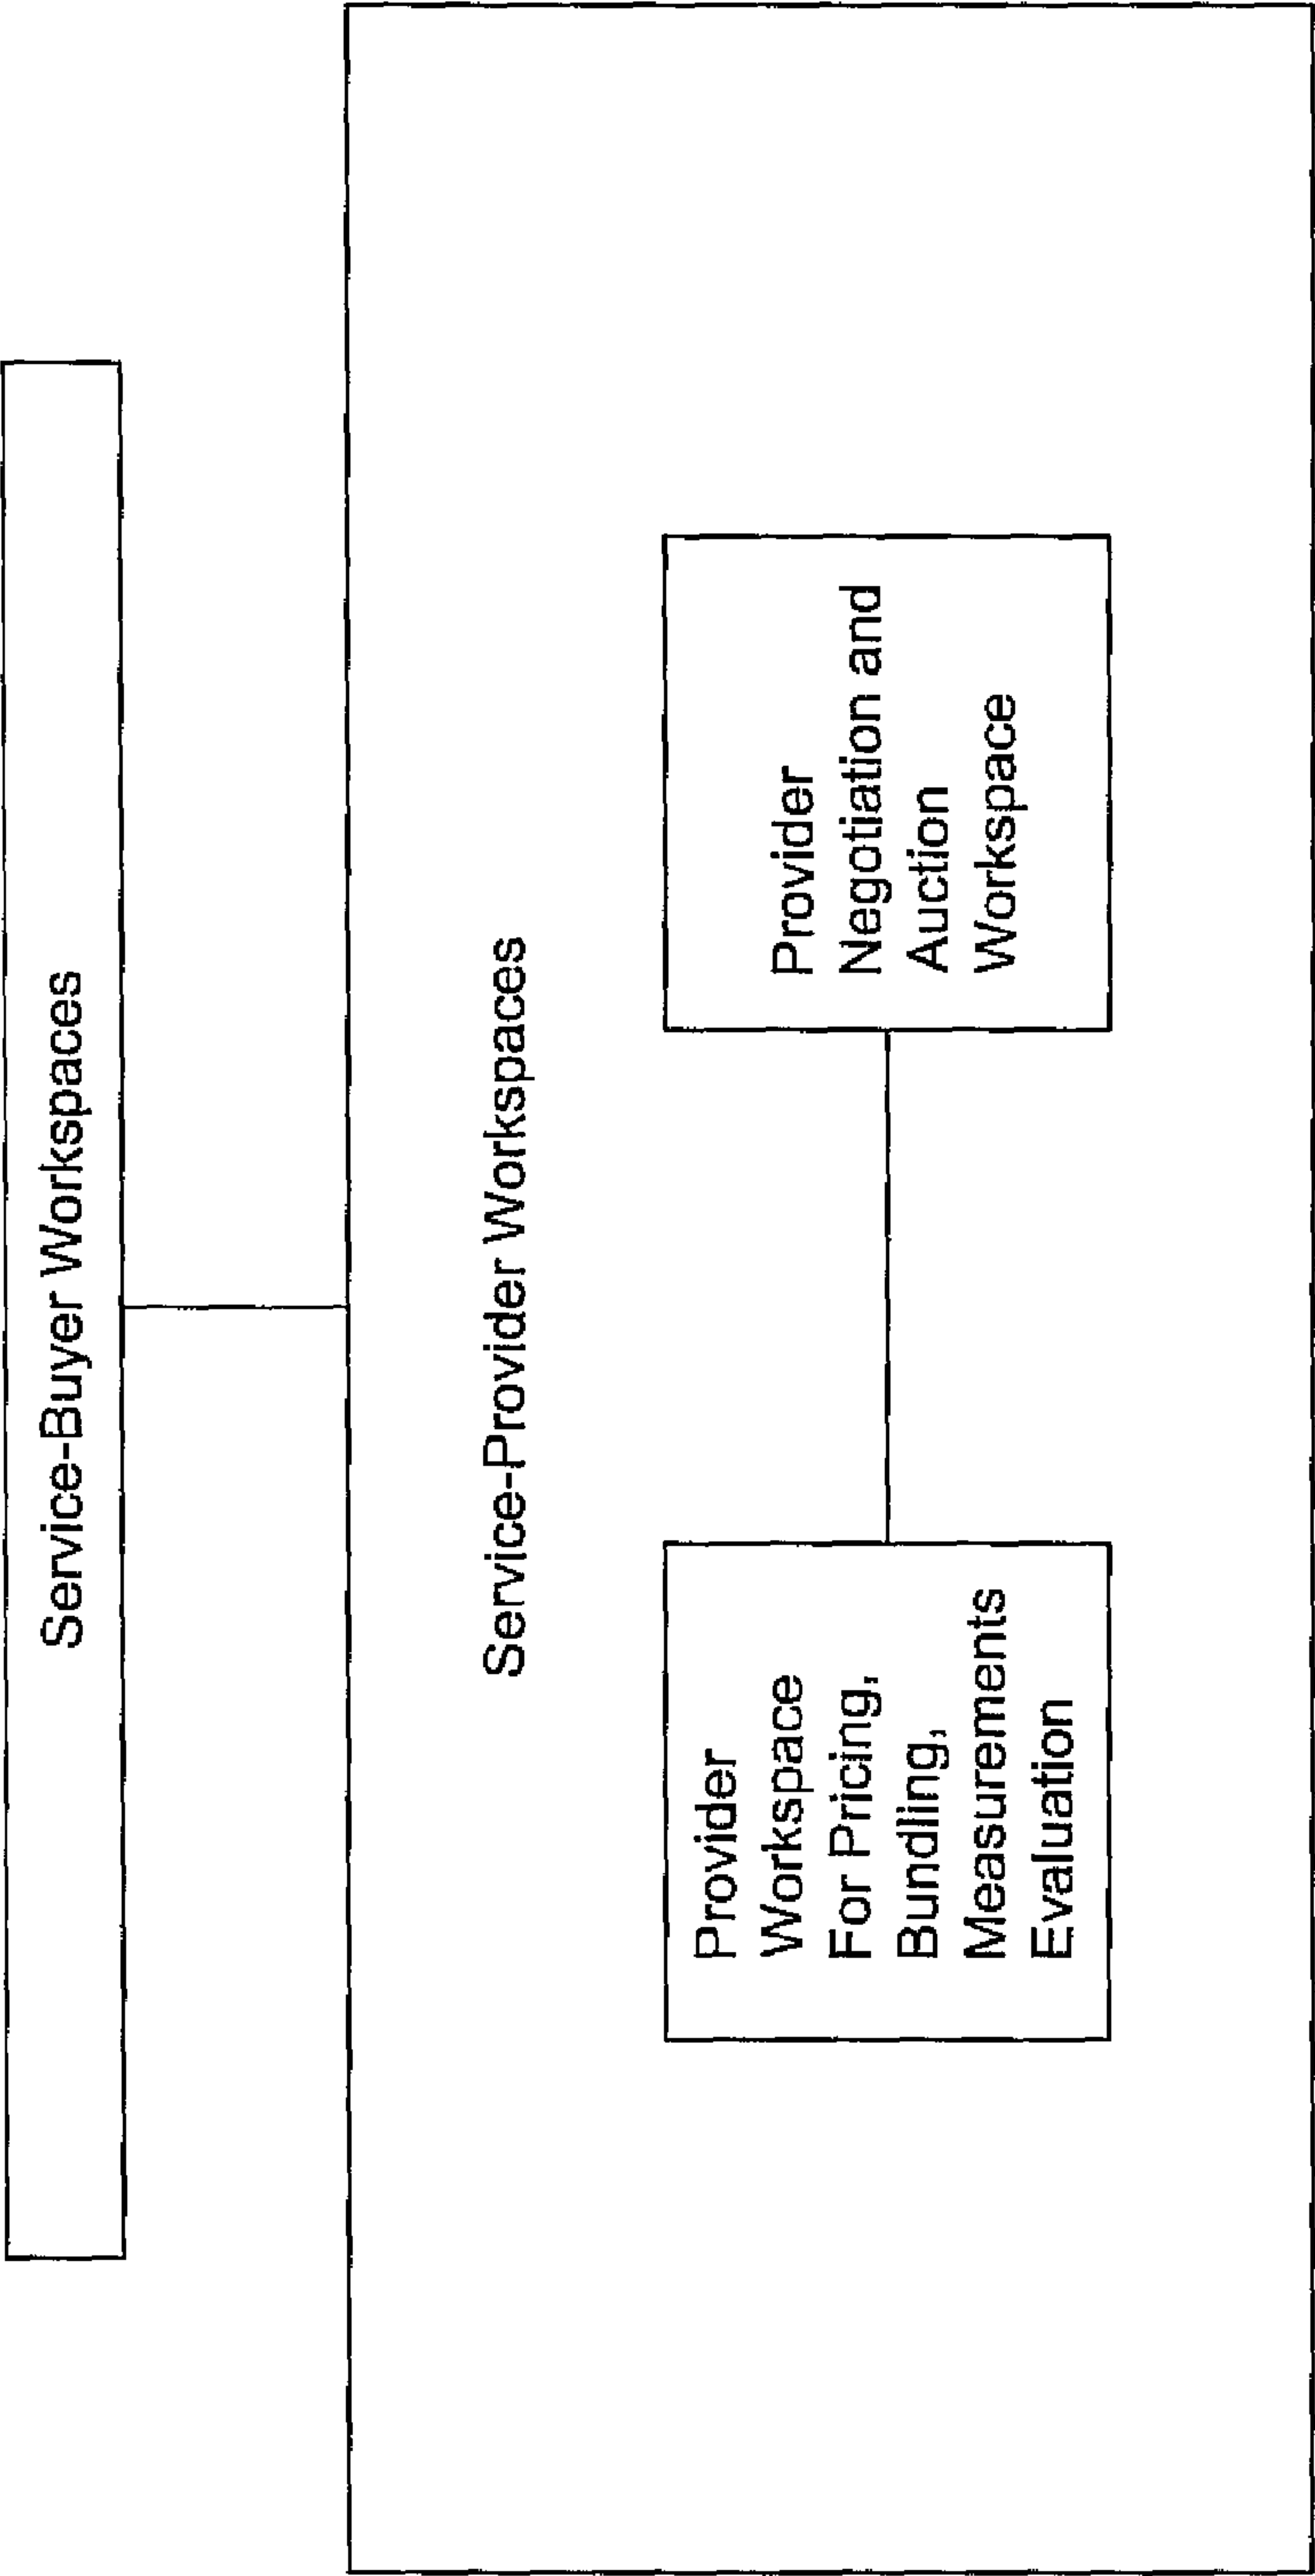 Service-Buyer Workspaces
Service-Provider Workspaces
Provider
Workspace
For Pricing,
Bundling,
Measurements
Evaluation
Provider
Negotiation and
Auction
Workspace